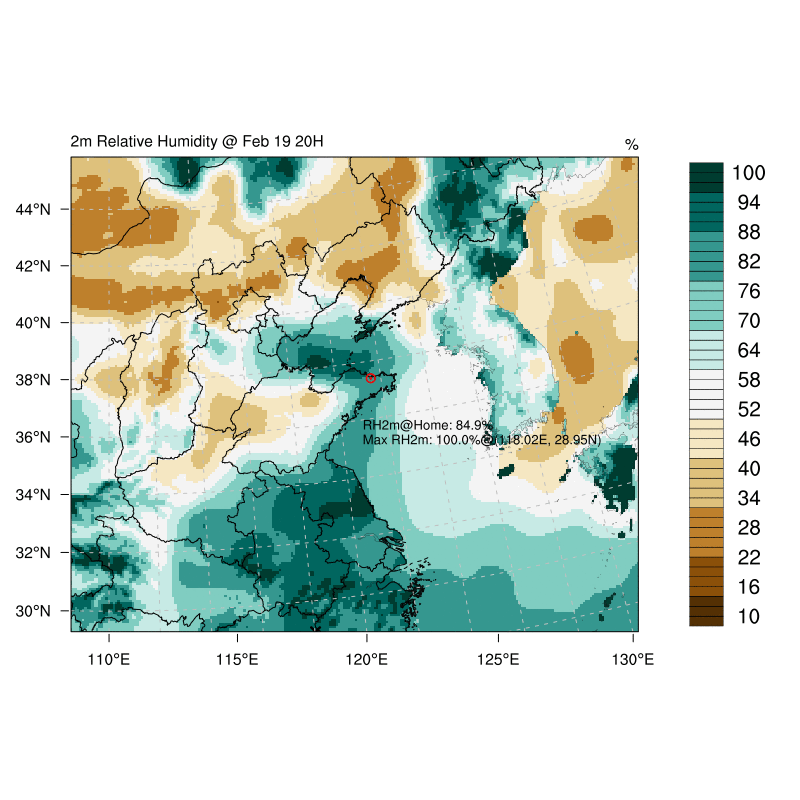 2m Relative Humidity @ Feb 19 20H
%
100
94
88
82
76
70
64
58
52
46
40
34
28
22
16
10
44°N
42°N
40°N
38°N
36°N
34°N
32°N
30°N
RH2m@Home: 84.9%
Max RH2m: 100.0%@(118.02E, 28.95N)
110°E 115°E 120°E 125°E 130°E